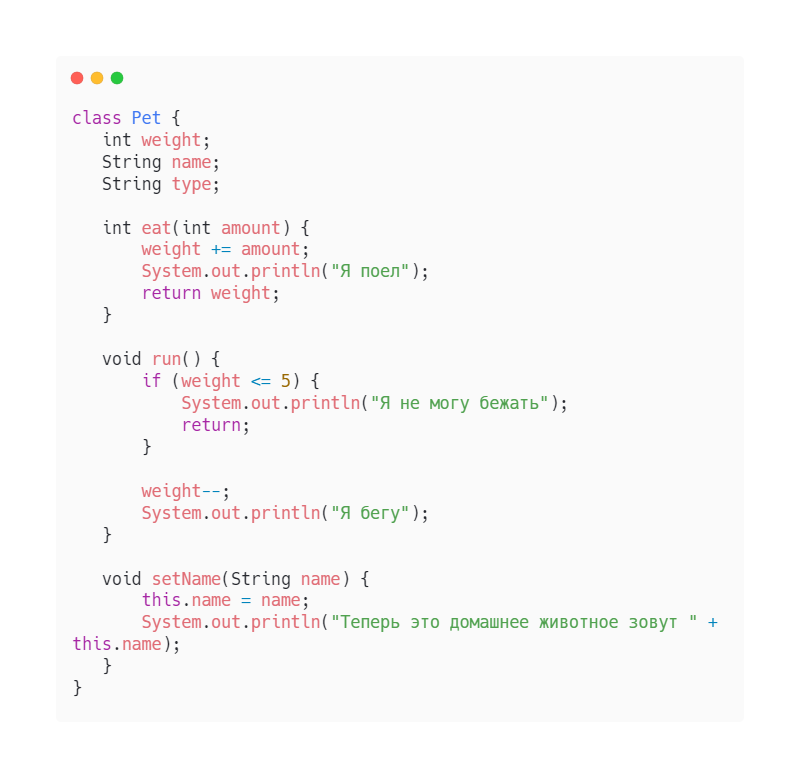 class Pet {
   int weight;
   String name;
   String type;

   int eat(int amount) {
       weight += amount;
       System.out.println("Я поел");
       return weight;
   }

   void run() {
       if (weight <= 5) {
           System.out.println("Я не могу бежать");
           return;
       }

       weight--;
       System.out.println("Я бегу");
   }

   void setName(String name) {
       this.name = name;
       System.out.println("Теперь это домашнее животное зовут " +
this.name);
   }
}